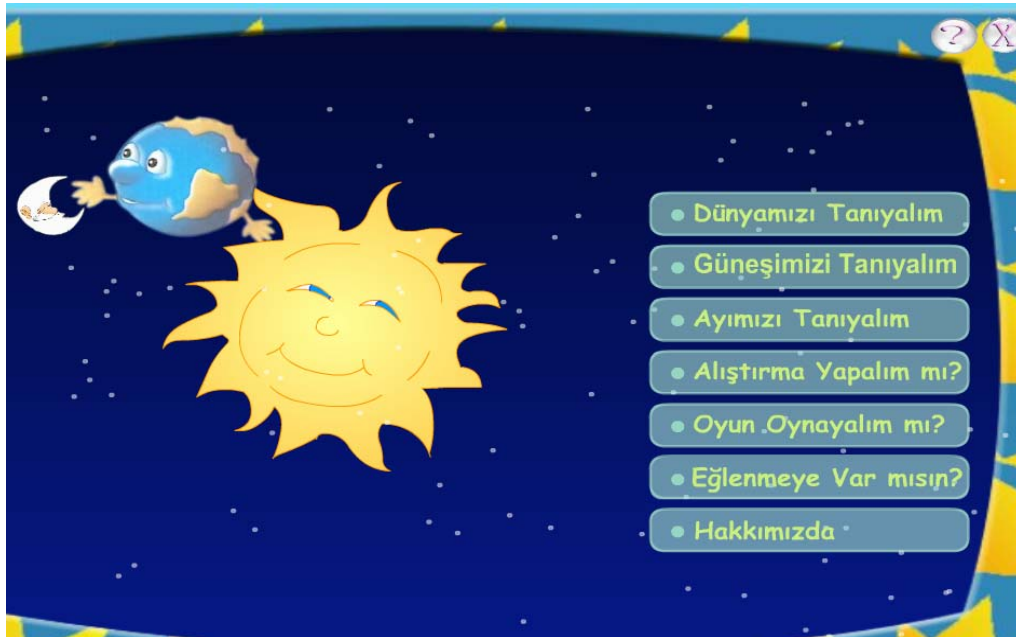 ?
X
Dünyamızı Tanıyalım
Güneşimizi Tanıyalım
Ayımızı Tanıyalım
Alıştırma Yapalım mı?
Oyun Oynayalım mı?
Eğlenmeye Var mısın?
Hakkımızda